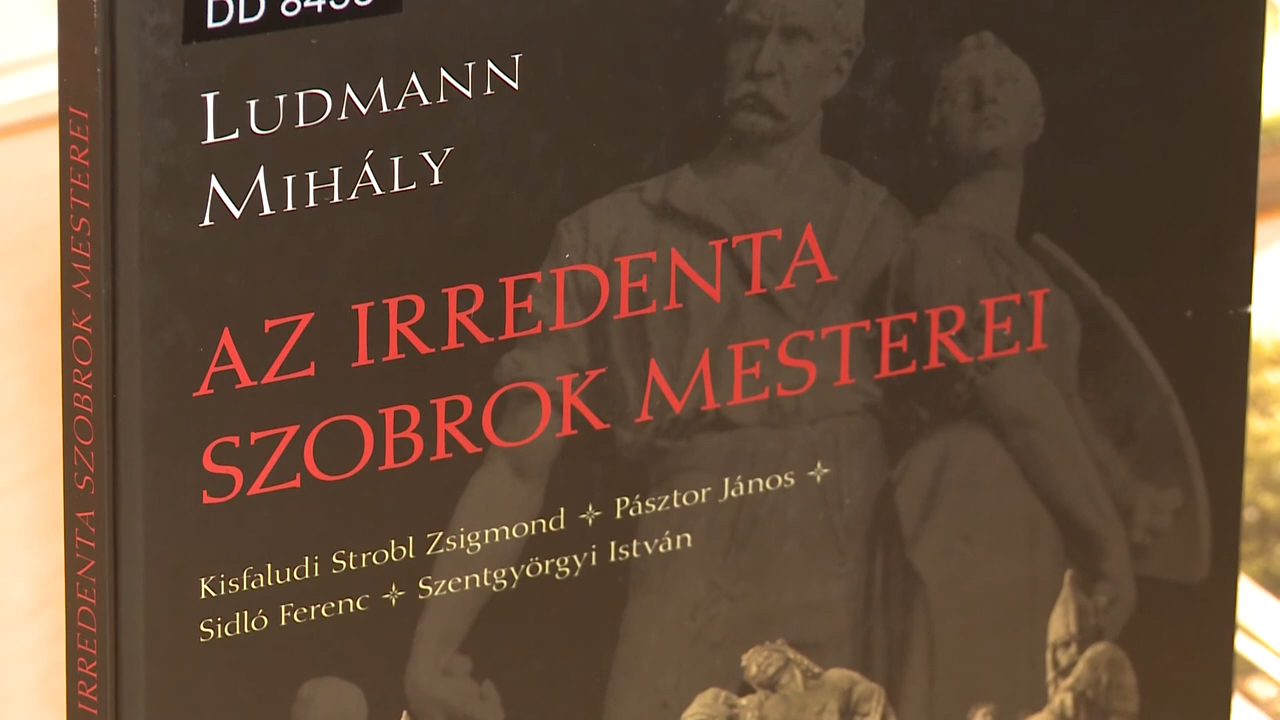 LUDMANN
MIHÁLY
AZ IRREDENTA
SZOBROK MESTEREI
Kisfaludi Strobl Zsigmond ✦ Pásztor János ✦
Sidló Ferenc ✦ Szentgyörgyi István
IRREDENTA SZOBROK MESTEREI